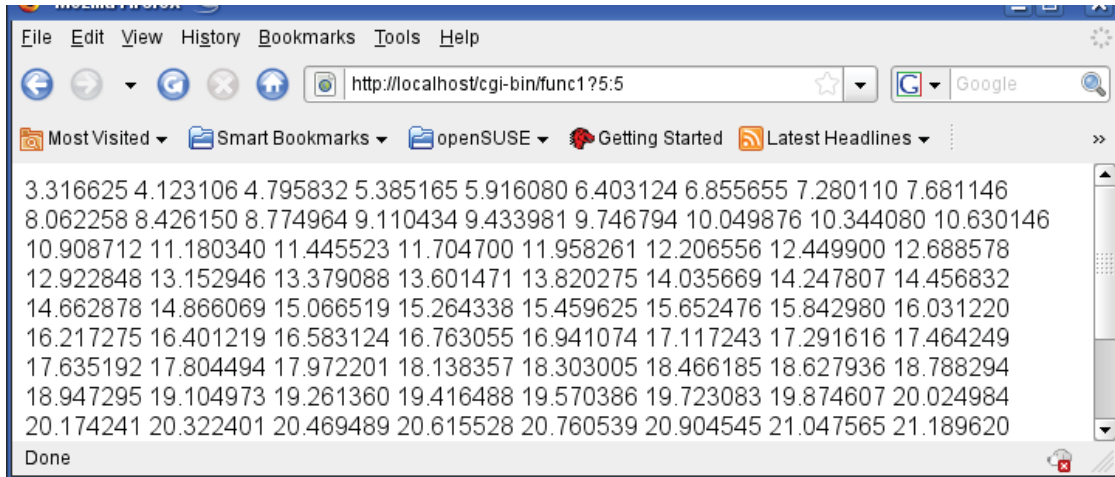 Mozilla Firefox
File Edit View History Bookmarks Tools Help
http://localhost/cgi-bin/func1?5:5 G Google
Most Visited Smart Bookmarks openSUSE Getting Started Latest Headlines »
3.316625 4.123106 4.795832 5.385165 5.916080 6.403124 6.855655 7.280110 7.681146
8.062258 8.426150 8.774964 9.110434 9.433981 9.746794 10.049876 10.344080 10.630146
10.908712 11.180340 11.445523 11.704700 11.958261 12.206556 12.449900 12.688578
12.922848 13.152946 13.379088 13.601471 13.820275 14.035669 14.247807 14.456832
14.662878 14.866069 15.066519 15.264338 15.459625 15.652476 15.842980 16.031220
16.217275 16.401219 16.583124 16.763055 16.941074 17.117243 17.291616 17.464249
17.635192 17.804494 17.972201 18.138357 18.303005 18.466185 18.627936 18.788294
18.947295 19.104973 19.261360 19.416488 19.570386 19.723083 19.874607 20.024984
20.174241 20.322401 20.469489 20.615528 20.760539 20.904545 21.047565 21.189620
Done